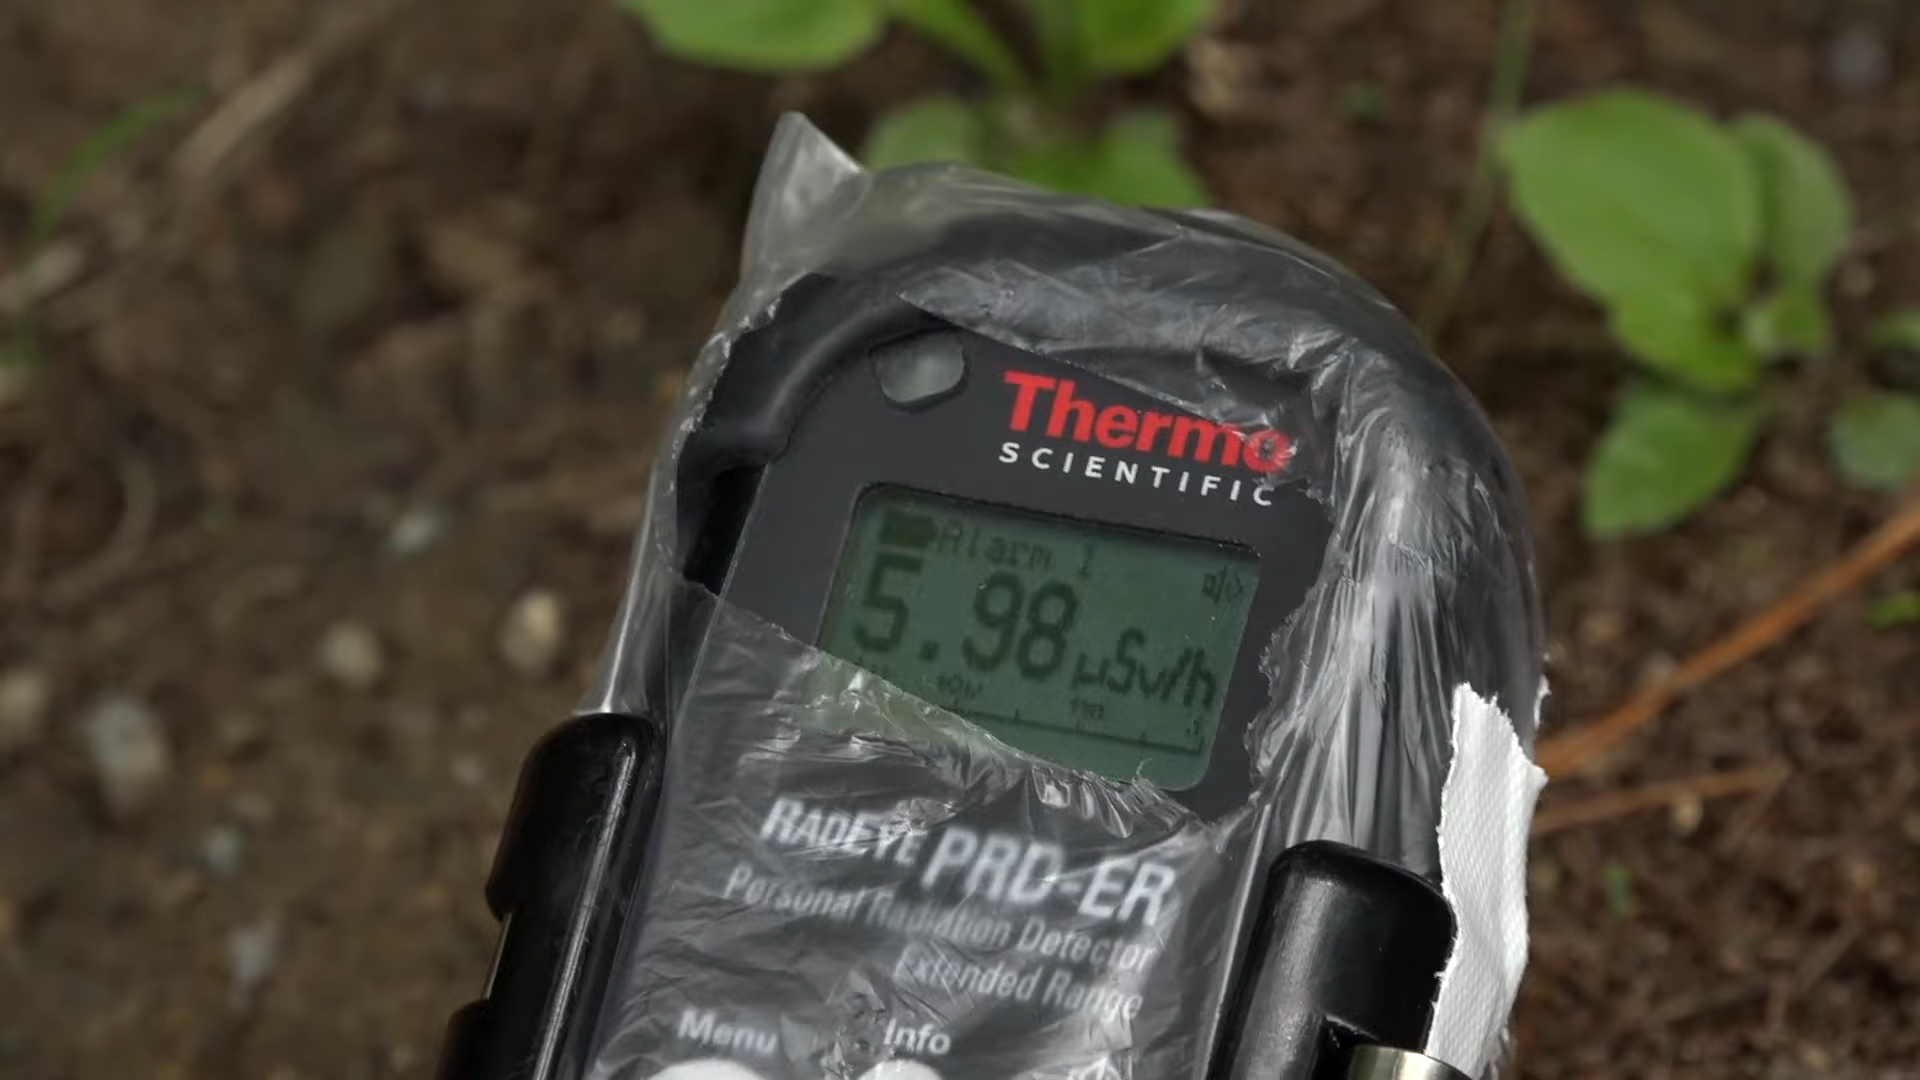 Thermo
SCIENTIFIC
Alarm 1
5.98 µSv/h
RADEYE PRD-ER
Personal Radiation Detector
Extended Range
Menu Info